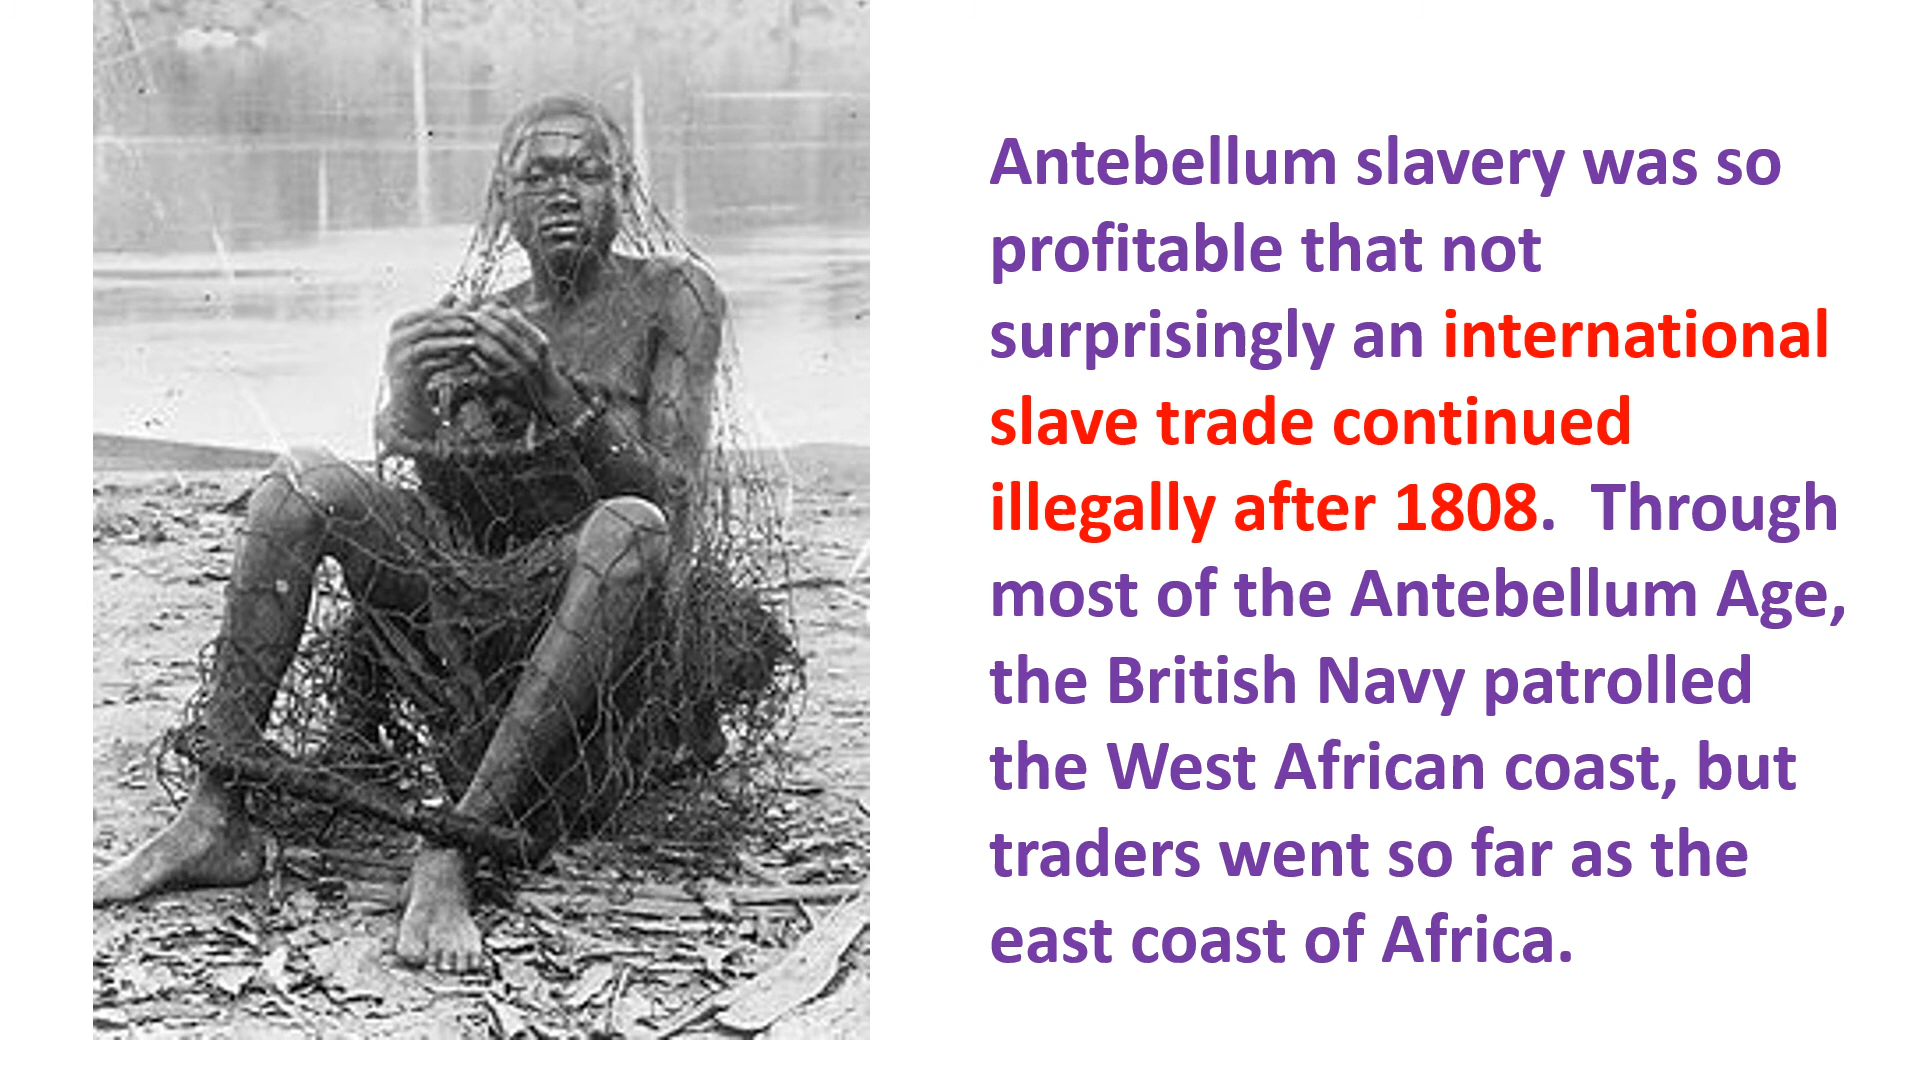 Antebellum slavery was so
profitable that not
surprisingly an international
slave trade continued
illegally after 1808.  Through
most of the Antebellum Age,
the British Navy patrolled
the West African coast, but
traders went so far as the
east coast of Africa.